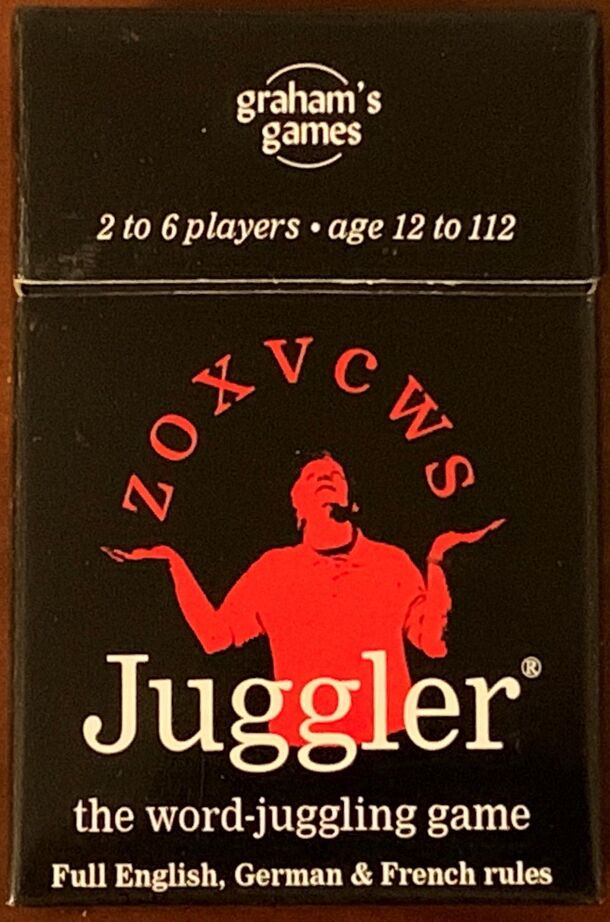 graham's
games
2 to 6 players • age 12 to 112
ZOXVCWS
Juggler®
the word-juggling game
Full English, German & French rules